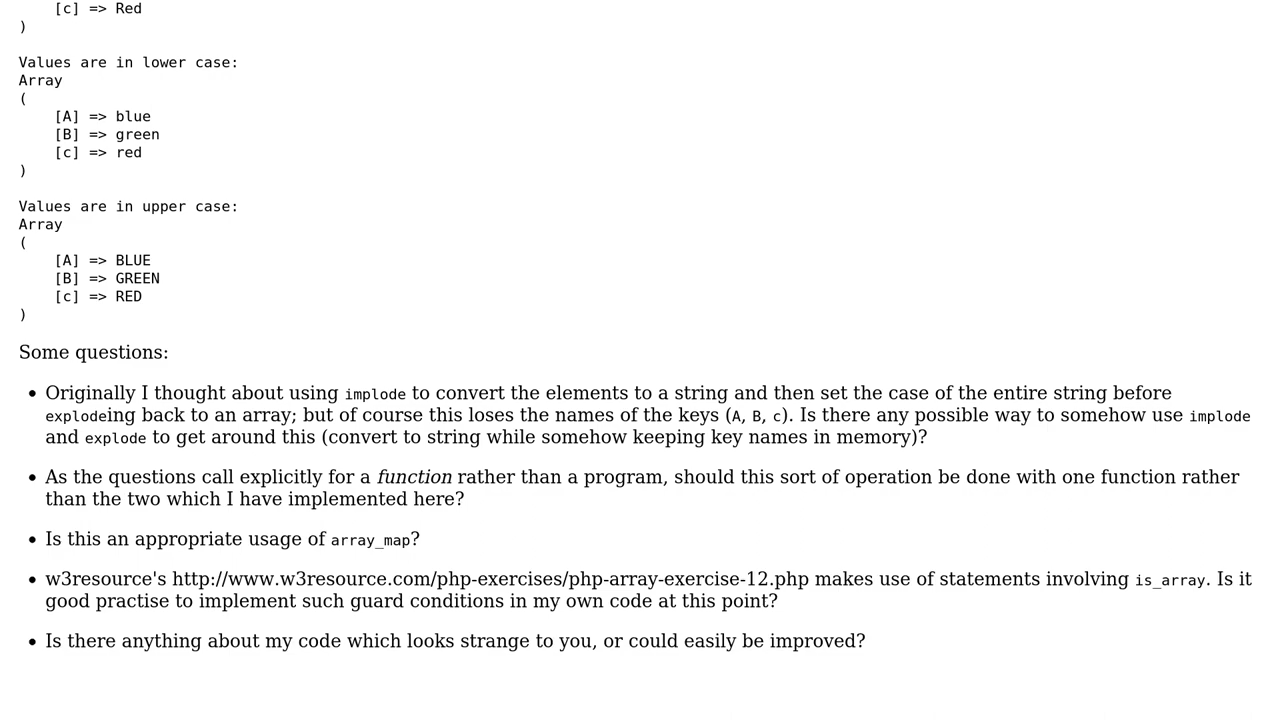 [c] => Red
)
Values are in lower case:
Array
(
    [A] => blue
    [B] => green
    [c] => red
)
Values are in upper case:
Array
(
    [A] => BLUE
    [B] => GREEN
    [c] => RED
)
Some questions:
• Originally I thought about using implode to convert the elements to a string and then set the case of the entire string before
explodeing back to an array; but of course this loses the names of the keys (A, B, c). Is there any possible way to somehow use implode
and explode to get around this (convert to string while somehow keeping key names in memory)?
• As the questions call explicitly for a function rather than a program, should this sort of operation be done with one function rather
than the two which I have implemented here?
• Is this an appropriate usage of array_map?
• w3resource's http://www.w3resource.com/php-exercises/php-array-exercise-12.php makes use of statements involving is_array. Is it
good practise to implement such guard conditions in my own code at this point?
• Is there anything about my code which looks strange to you, or could easily be improved?